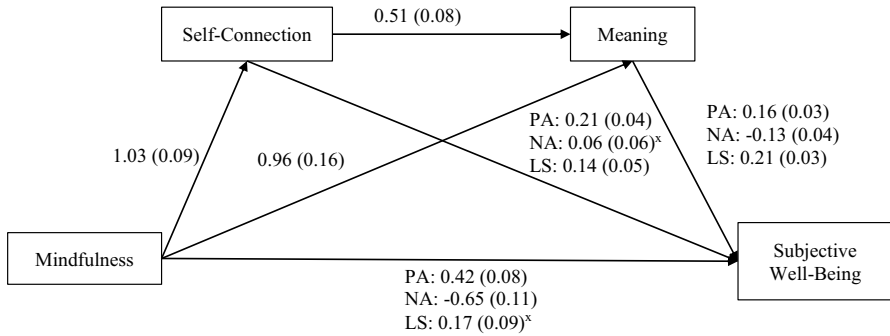 0.51 (0.08)
Self-Connection
Meaning
PA: 0.21 (0.04)
NA: 0.06 (0.06)ˣ
LS: 0.14 (0.05)
PA: 0.16 (0.03)
NA: -0.13 (0.04)
LS: 0.21 (0.03)
1.03 (0.09)
0.96 (0.16)
Mindfulness
Subjective
Well-Being
PA: 0.42 (0.08)
NA: -0.65 (0.11)
LS: 0.17 (0.09)ˣ